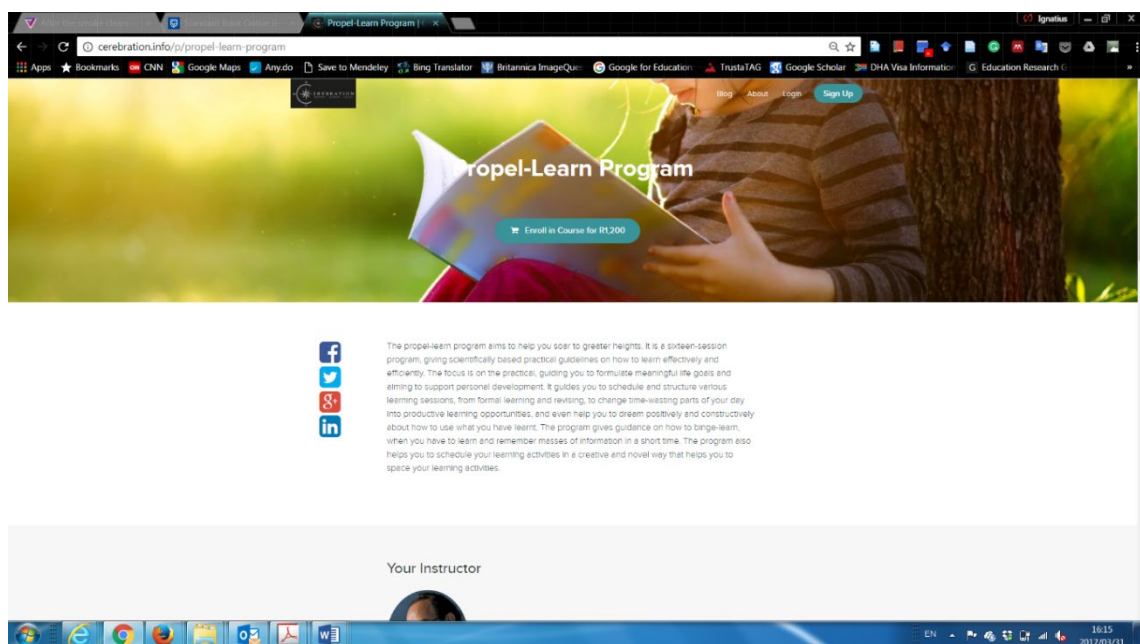 After the smoke clears
Standard Bank Online B
Propel-Learn Program |
Ignatius
cerebration.info/p/propel-learn-program
Apps Bookmarks CNN Google Maps Any.do Save to Mendeley Bing Translator Britannica ImageQues Google for Education: TrustaTAG Google Scholar DHA Visa Information Education Research G »
CEREBRATION
Blog About Login Sign Up
Propel-Learn Program
Enroll in Course for R1,200
The propel-learn program aims to help you soar to greater heights. It is a sixteen-session
program, giving scientifically based practical guidelines on how to learn effectively and
efficiently. The focus is on the practical, guiding you to formulate meaningful life goals and
aiming to support personal development. It guides you to schedule and structure various
learning sessions, from formal learning and revising, to change time-wasting parts of your day
into productive learning opportunities, and even help you to dream positively and constructively
about how to use what you have learnt. The program gives guidance on how to binge-learn,
when you have to learn and remember masses of information in a short time. The program also
helps you to schedule your learning activities in a creative and novel way that helps you to
space your learning activities.
Your Instructor
EN
16:15
2017/03/31